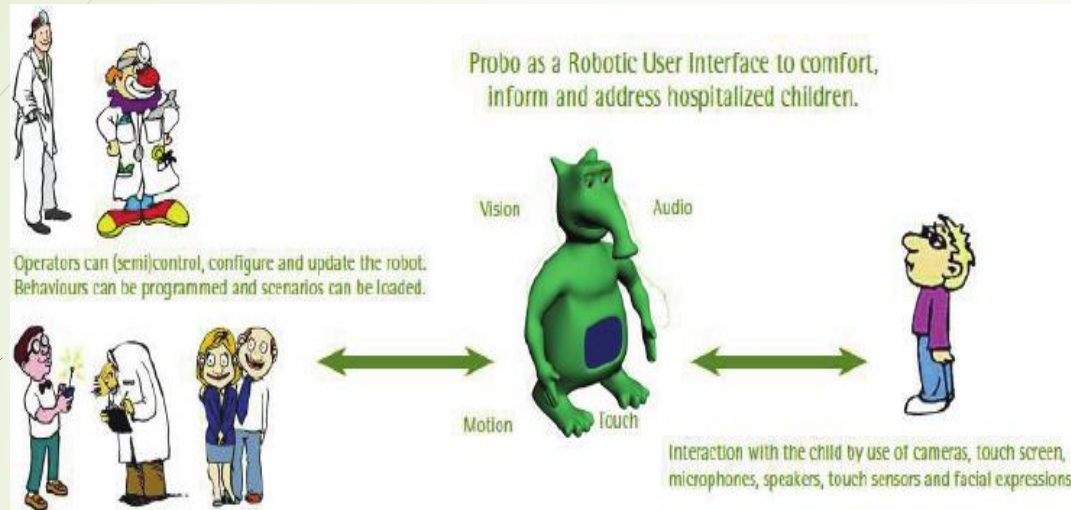 Probo as a Robotic User Interface to comfort,
inform and address hospitalized children.
Vision
Audio
Operators can (semi)control, configure and update the robot.
Behaviours can be programmed and scenarios can be loaded.
Motion
Touch
Interaction with the child by use of cameras, touch screen,
microphones, speakers, touch sensors and facial expressions